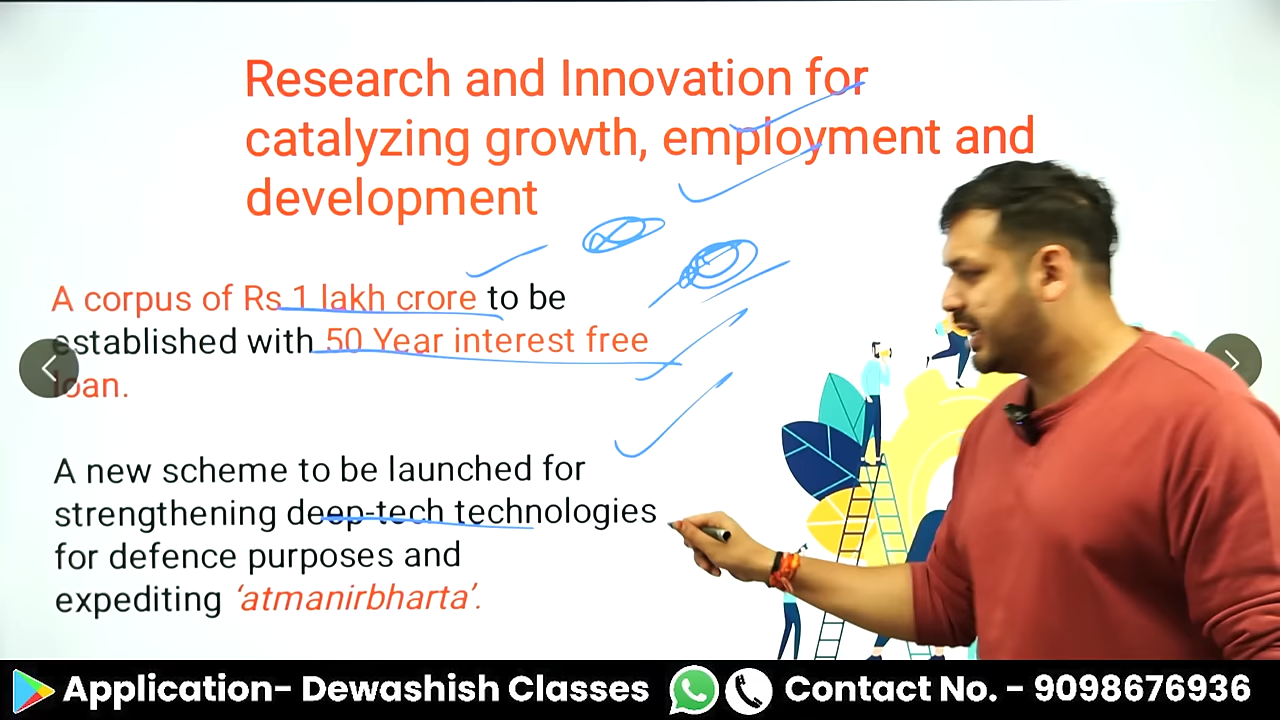 Research and Innovation for
catalyzing growth, employment and
development
A corpus of Rs 1 lakh crore to be
established with 50 Year interest free
loan.
A new scheme to be launched for
strengthening deep-tech technologies
for defence purposes and
expediting ‘atmanirbharta’.
Application- Dewashish Classes Contact No. - 9098676936